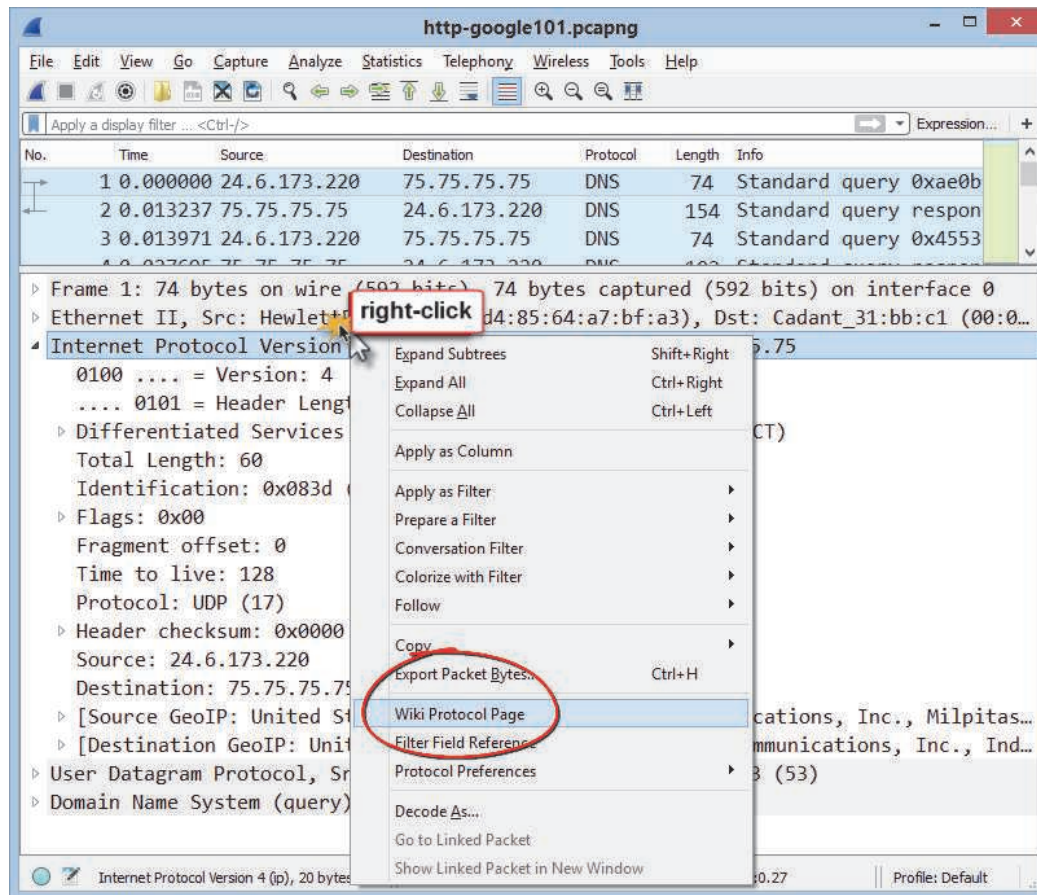 http-google101.pcapng
File Edit View Go Capture Analyze Statistics Telephony Wireless Tools Help
Apply a display filter ... <Ctrl-/> Expression... +
No. Time Source Destination Protocol Length Info
1 0.000000 24.6.173.220 75.75.75.75 DNS 74 Standard query 0xae0b
2 0.013237 75.75.75.75 24.6.173.220 DNS 154 Standard query respon
3 0.013971 24.6.173.220 75.75.75.75 DNS 74 Standard query 0x4553
Frame 1: 74 bytes on wire (592 bits), 74 bytes captured (592 bits) on interface 0
right-click
Ethernet II, Src: Hewlett d4:85:64:a7:bf:a3), Dst: Cadant_31:bb:c1 (00:0…
Internet Protocol Version 5.75
0100 .... = Version: 4
.... 0101 = Header Lengt
Differentiated Services CT)
Total Length: 60
Identification: 0x083d (
Flags: 0x00
Fragment offset: 0
Time to live: 128
Protocol: UDP (17)
Header checksum: 0x0000
Source: 24.6.173.220
Destination: 75.75.75.75
[Source GeoIP: United St cations, Inc., Milpitas…
[Destination GeoIP: Unit mmunications, Inc., Ind…
User Datagram Protocol, Sr 3 (53)
Domain Name System (query)
Expand Subtrees Shift+Right
Expand All Ctrl+Right
Collapse All Ctrl+Left
Apply as Column
Apply as Filter
Prepare a Filter
Conversation Filter
Colorize with Filter
Follow
Copy
Export Packet Bytes... Ctrl+H
Wiki Protocol Page
Filter Field Reference
Protocol Preferences
Decode As...
Go to Linked Packet
Show Linked Packet in New Window
Internet Protocol Version 4 (ip), 20 bytes :0.27 Profile: Default